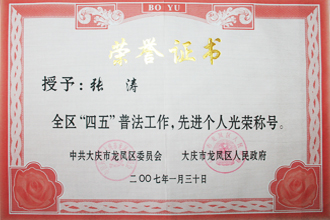 BO YU
荣誉证书
授予:张 涛
全区“四五”普法工作,先进个人光荣称号。
中共大庆市龙凤区委员会 大庆市龙凤区人民政府
二〇〇七年一月三十日